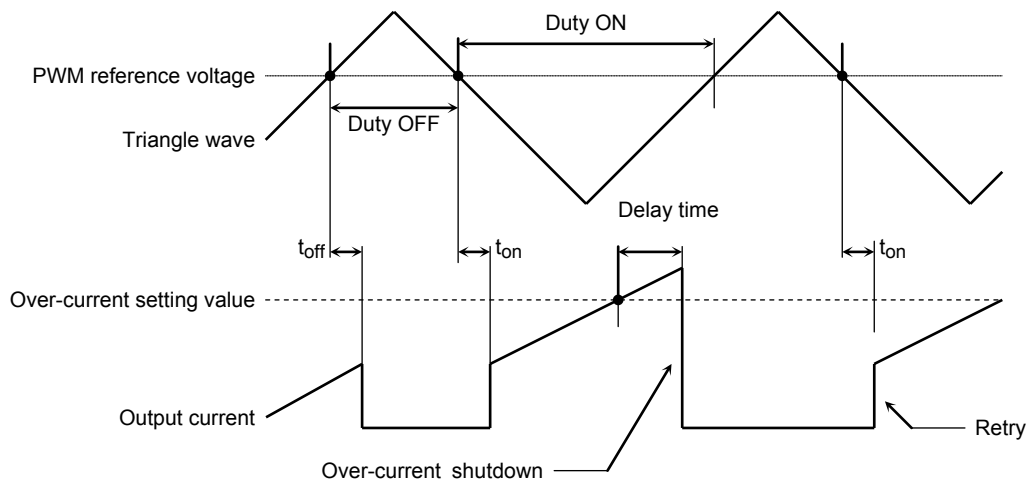 Duty ON
PWM reference voltage
Duty OFF
Triangle wave
Delay time
toff
ton
ton
Over-current setting value
Output current
Retry
Over-current shutdown